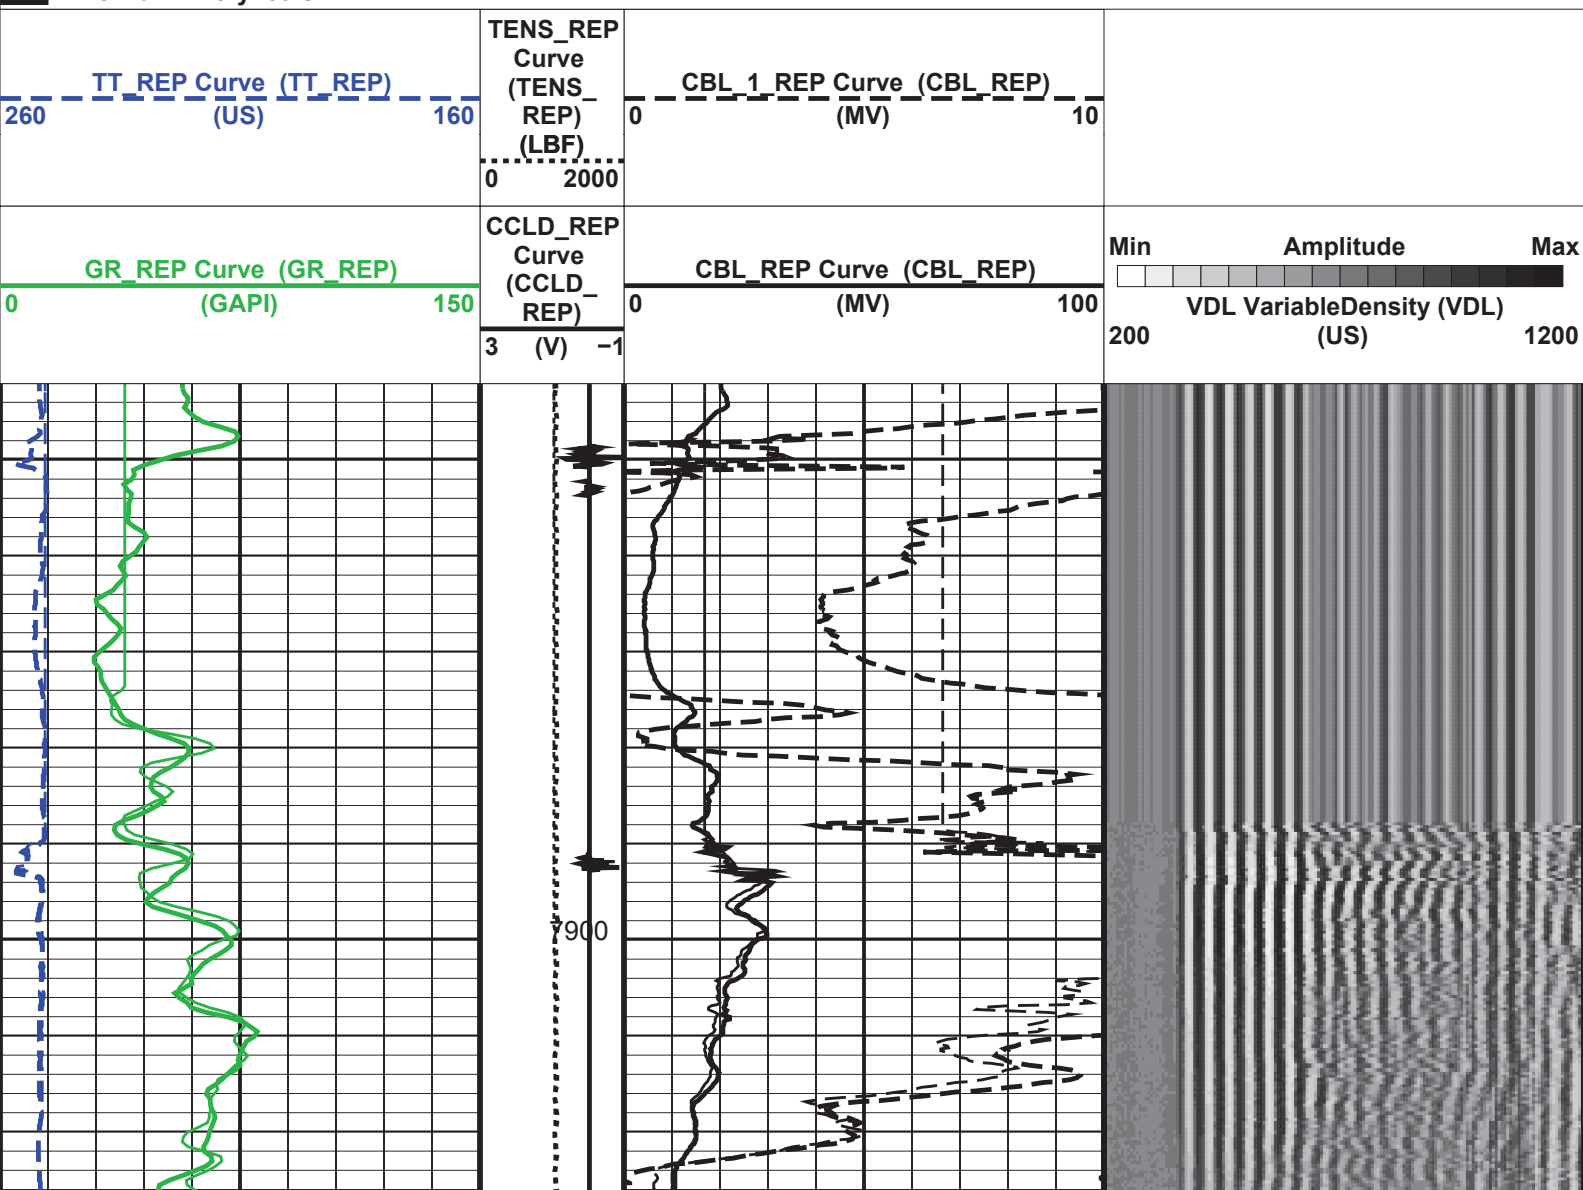 TT_REP Curve (TT_REP)
260 (US) 160
TENS_REP
Curve
(TENS_
REP)
(LBF)
0 2000
CBL_1_REP Curve (CBL_REP)
0 (MV) 10
GR_REP Curve (GR_REP)
0 (GAPI) 150
CCLD_REP
Curve
(CCLD_
REP)
3 (V) −1
CBL_REP Curve (CBL_REP)
0 (MV) 100
Min Amplitude Max
VDL VariableDensity (VDL)
200 (US) 1200
7900